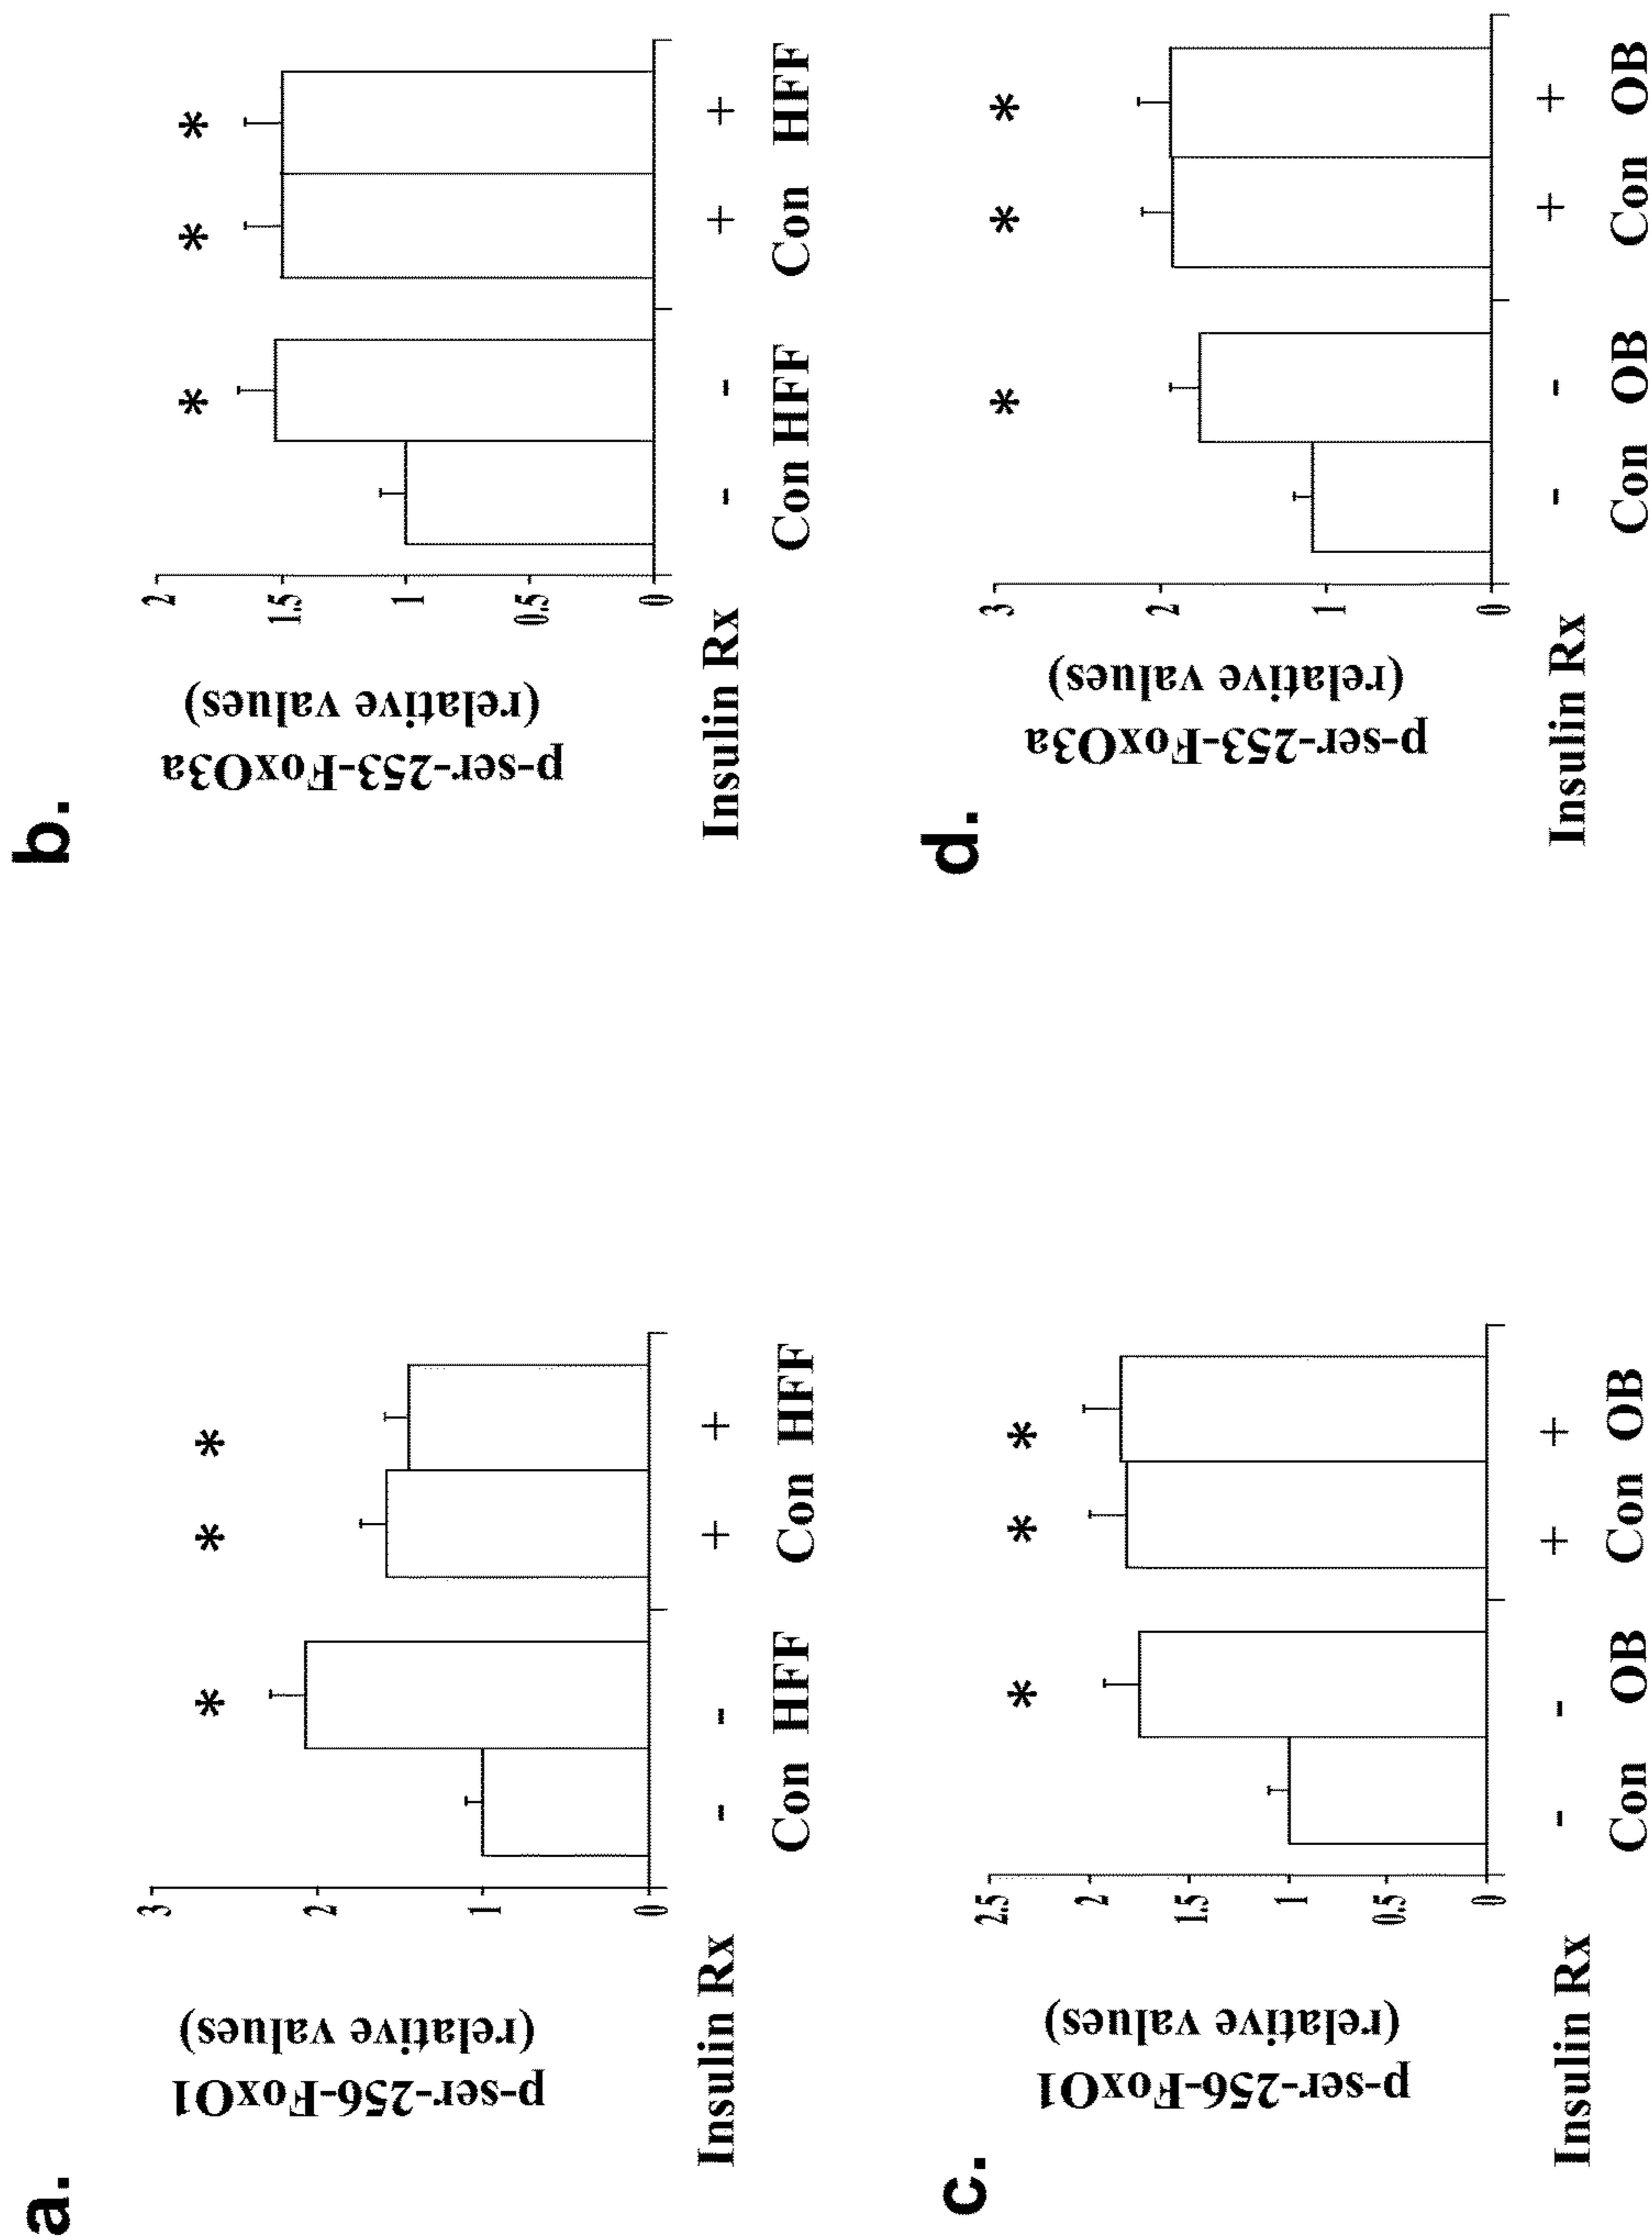 a.
p-ser-256-FoxO1
(relative values)
3
2
1
0
* * *
Insulin Rx - - + +
Con HFF Con HFF
b.
p-ser-253-FoxO3a
(relative values)
2
1.5
1
0.5
0
* * *
Insulin Rx - - + +
Con HFF Con HFF
c.
p-ser-256-FoxO1
(relative values)
2.5
2
1.5
1
0.5
0
* * *
Insulin Rx - - + +
Con OB Con OB
d.
p-ser-253-FoxO3a
(relative values)
3
2
1
0
* * *
Insulin Rx - - + +
Con OB Con OB